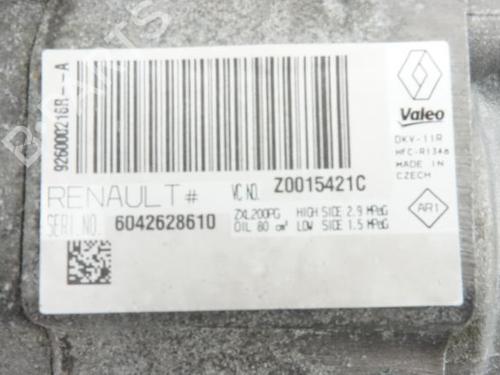 926000216R--A
Valeo
DKV-11R
HFC-R134a
MADE IN
CZECH
RENAULT #
VC NO. Z0015421C
SERI NO. 6042628610
ZXL200PG HIGH SIDE 2.9 MPaG
OIL 80 cm³ LOW SIDE 1.5 MPaG
AR1